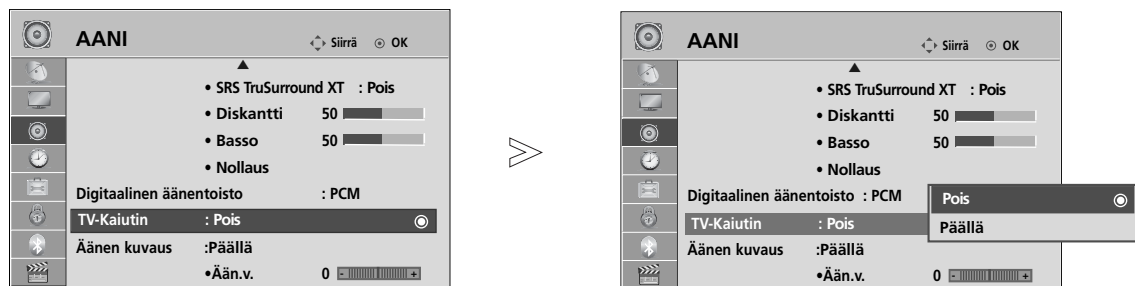 AANI Siirrä OK
• SRS TruSurround XT : Pois
• Diskantti 50
• Basso 50
• Nollaus
Digitaalinen äänentoisto : PCM
TV-Kaiutin : Pois
Äänen kuvaus :Päällä
•Ään.v. 0 - +
AANI Siirrä OK
• SRS TruSurround XT : Pois
• Diskantti 50
• Basso 50
• Nollaus
Digitaalinen äänentoisto : PCM
TV-Kaiutin : Pois
Äänen kuvaus :Päällä
•Ään.v. 0 - +
Pois
Päällä